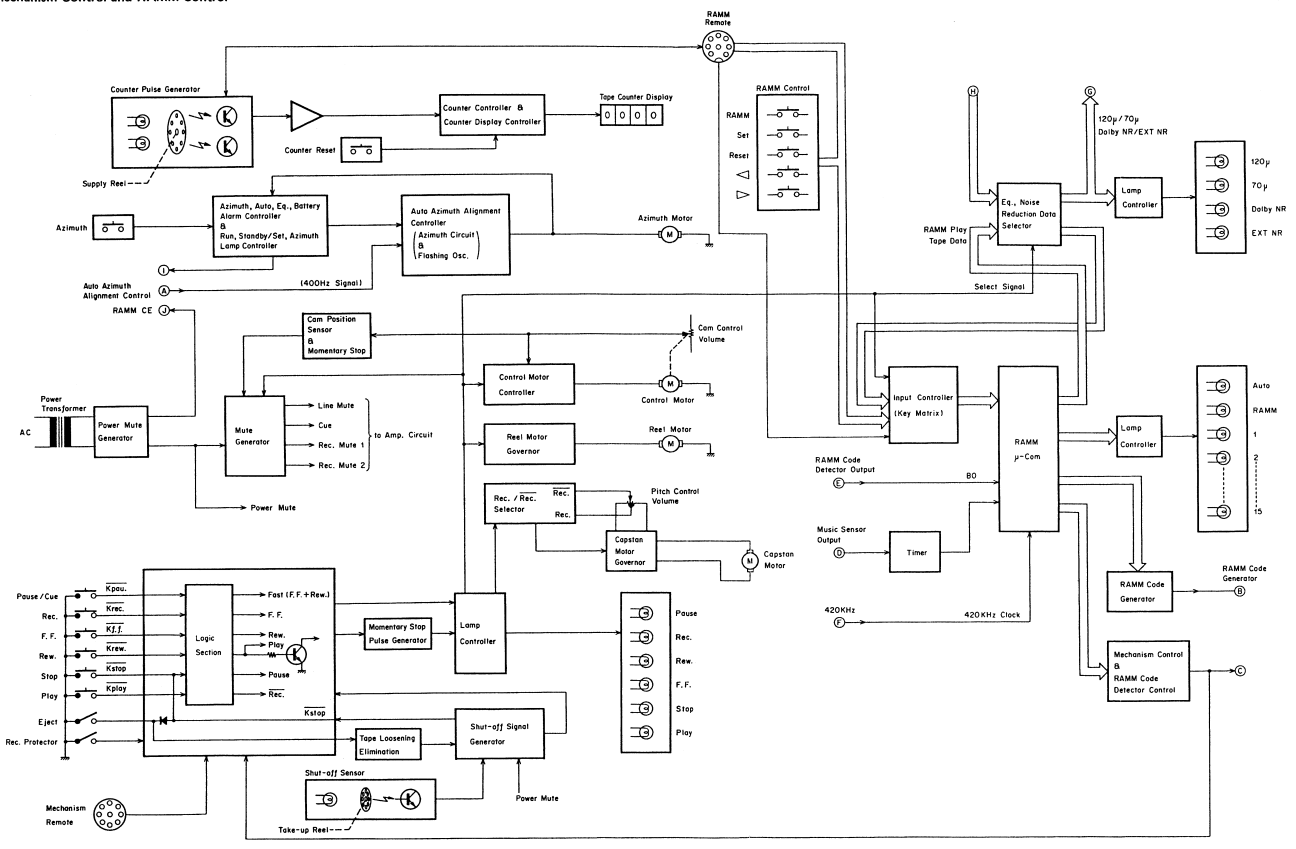 Mechanism Control and RAMM Control
RAMM
Remote
Counter Pulse Generator
Supply Reel
Counter Controller &
Counter Display Controller
Tape Counter Display
0 0 0 0
Counter Reset
RAMM Control
RAMM
Set
Reset
H
G
120μ/70μ
Dolby NR/EXT NR
Eq., Noise
Reduction Data
Selector
Lamp
Controller
120μ
70μ
Dolby NR
EXT NR
RAMM Play
Tape Data
Select Signal
Azimuth
Azimuth, Auto, Eq., Battery
Alarm Controller
&
Run, Standby/Set, Azimuth
Lamp Controller
Auto Azimuth Alignment
Controller
(Azimuth Circuit
&
Flashing Osc.)
Azimuth Motor
M
I
Auto Azimuth
Alignment Control
A
(400Hz Signal)
RAMM CE
J
Cam Position
Sensor
&
Momentary Stop
Cam Control
Volume
Control Motor
Controller
M
Control Motor
Power
Transformer
AC
Power Mute
Generator
Mute
Generator
Line Mute
Cue
Rec. Mute 1
Rec. Mute 2
to Amp. Circuit
Power Mute
Reel Motor
Governor
Reel Motor
M
Rec. / Rec.
Selector
Rec.
Rec.
Pitch Control
Volume
Capstan
Motor
Governor
M
Capstan
Motor
Input Controller
(Key Matrix)
RAMM
μ-Com
Lamp
Controller
Auto
RAMM
1
2
15
RAMM Code
Detector Output
E
BO
Music Sensor
Output
D
Timer
420KHz
F
420KHz Clock
RAMM Code
Generator
RAMM Code
Generator
B
Mechanism Control
&
RAMM Code
Detector Control
C
Pause/Cue
Rec.
F.F.
Rew.
Stop
Play
Eject
Rec. Protector
Kpau.
Krec.
Kf.f.
Krew.
Kstop
Kplay
Logic
Section
Fast (F.F.+Rew.)
F.F.
Rew.
Play
Pause
Rec.
Momentary Stop
Pulse Generator
Lamp
Controller
Pause
Rec.
Rew.
F.F.
Stop
Play
Kstop
Tape Loosening
Elimination
Shut-off Signal
Generator
Shut-off Sensor
Take-up Reel
Power Mute
Mechanism
Remote